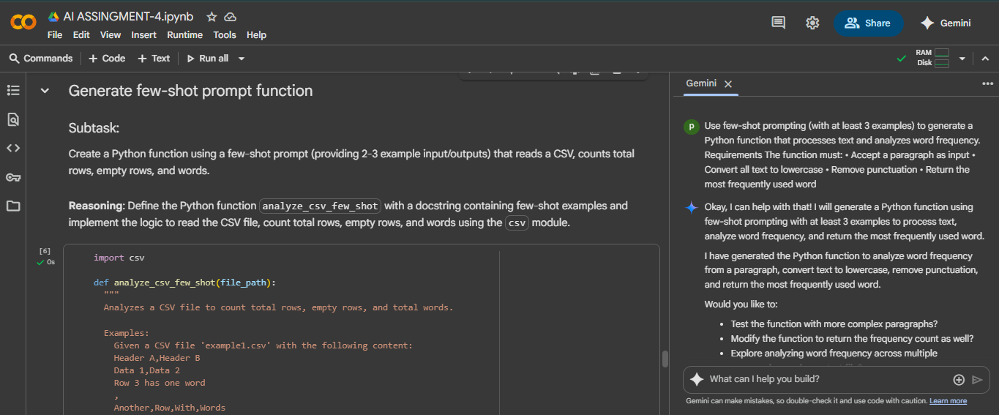 AI ASSINGMENT-4.ipynb
File Edit View Insert Runtime Tools Help
Share
Gemini
Commands + Code + Text Run all
RAM
Disk
Generate few-shot prompt function
Subtask:
Create a Python function using a few-shot prompt (providing 2-3 example input/outputs) that reads a CSV, counts total
rows, empty rows, and words.
Reasoning: Define the Python function analyze_csv_few_shot with a docstring containing few-shot examples and
implement the logic to read the CSV file, count total rows, empty rows, and words using the csv module.
[6]
0s
import csv
def analyze_csv_few_shot(file_path):
"""
Analyzes a CSV file to count total rows, empty rows, and total words.
Examples:
Given a CSV file 'example1.csv' with the following content:
Header A,Header B
Data 1,Data 2
Row 3 has one word
,
Another,Row,With,Words
Gemini
P
Use few-shot prompting (with at least 3 examples) to generate a
Python function that processes text and analyzes word frequency.
Requirements The function must: • Accept a paragraph as input •
Convert all text to lowercase • Remove punctuation • Return the
most frequently used word
Okay, I can help with that! I will generate a Python function using
few-shot prompting with at least 3 examples to process text,
analyze word frequency, and return the most frequently used word.
I have generated the Python function to analyze word frequency
from a paragraph, convert text to lowercase, remove punctuation,
and return the most frequently used word.
Would you like to:
• Test the function with more complex paragraphs?
• Modify the function to return the frequency count as well?
• Explore analyzing word frequency across multiple
What can I help you build?
Gemini can make mistakes, so double-check it and use code with caution. Learn more